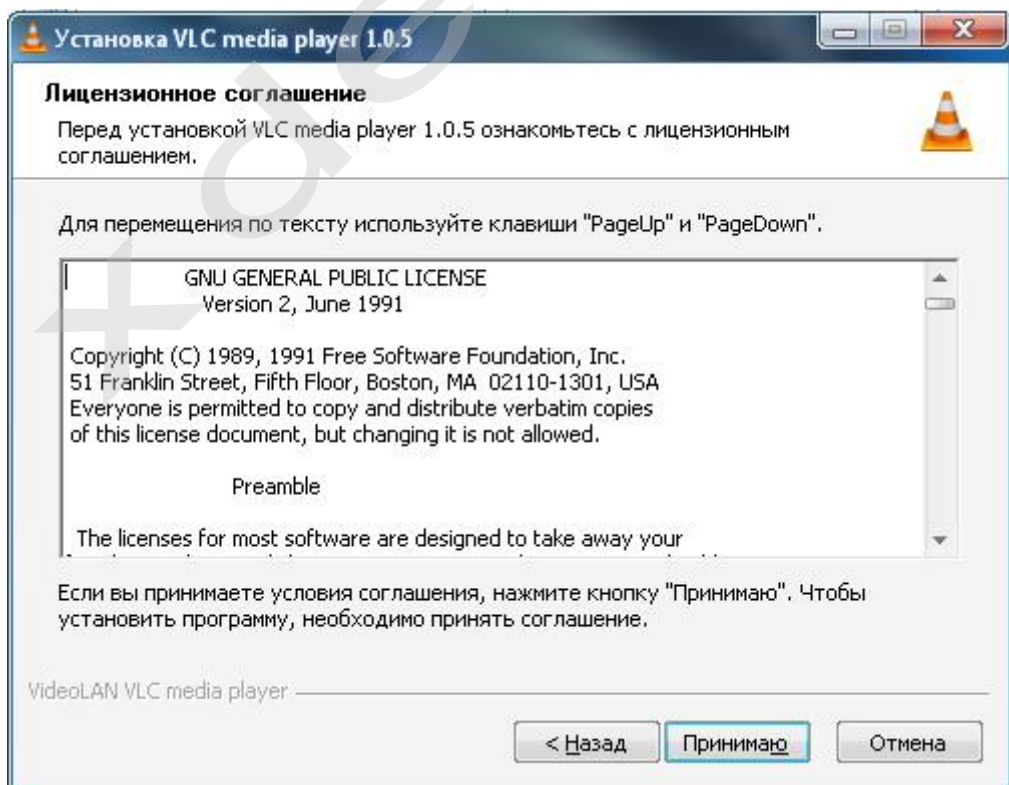 Установка VLC media player 1.0.5
Лицензионное соглашение
Перед установкой VLC media player 1.0.5 ознакомьтесь с лицензионным
соглашением.
Для перемещения по тексту используйте клавиши "PageUp" и "PageDown".
GNU GENERAL PUBLIC LICENSE
Version 2, June 1991
Copyright (C) 1989, 1991 Free Software Foundation, Inc.
51 Franklin Street, Fifth Floor, Boston, MA 02110-1301, USA
Everyone is permitted to copy and distribute verbatim copies
of this license document, but changing it is not allowed.
Preamble
The licenses for most software are designed to take away your
Если вы принимаете условия соглашения, нажмите кнопку "Принимаю". Чтобы
установить программу, необходимо принять соглашение.
VideoLAN VLC media player
< Назад Принимаю Отмена